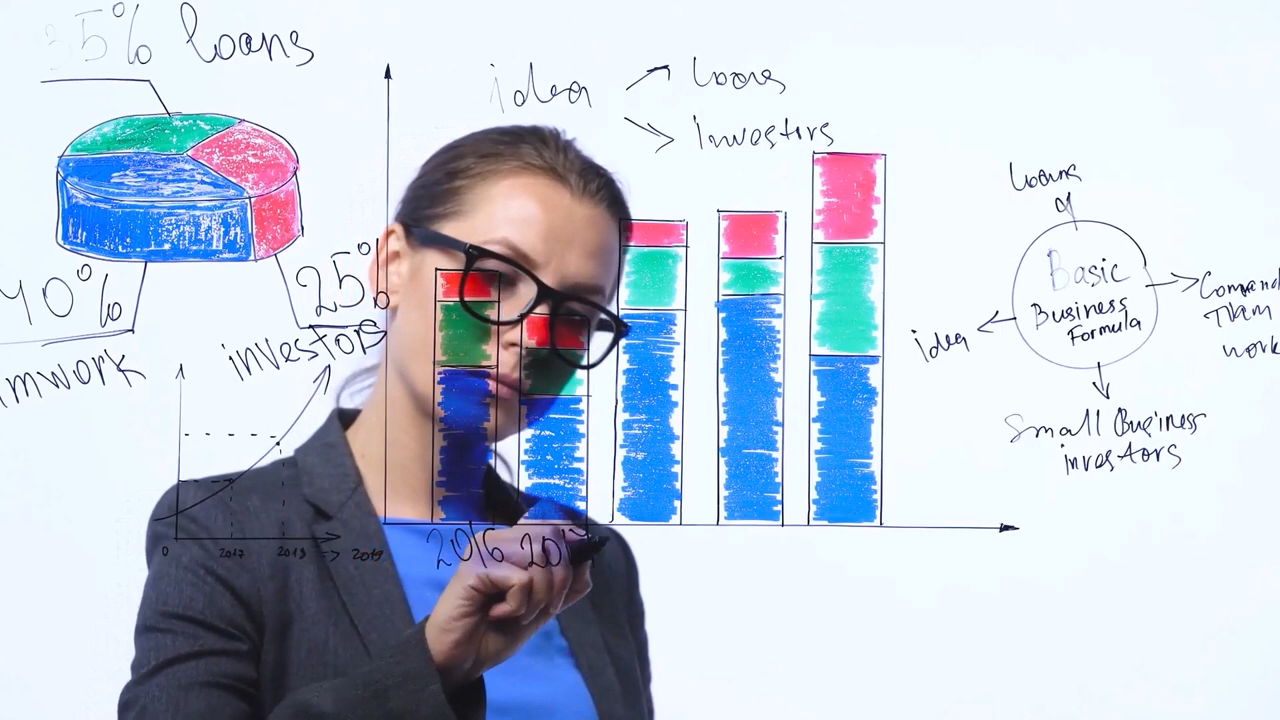 35% loans
idea
loans
investors
40%
25%
investors
0 2017 2018 => 2019
2016 201
loans
Basic
Business
Formula
idea
small Business
investors
work